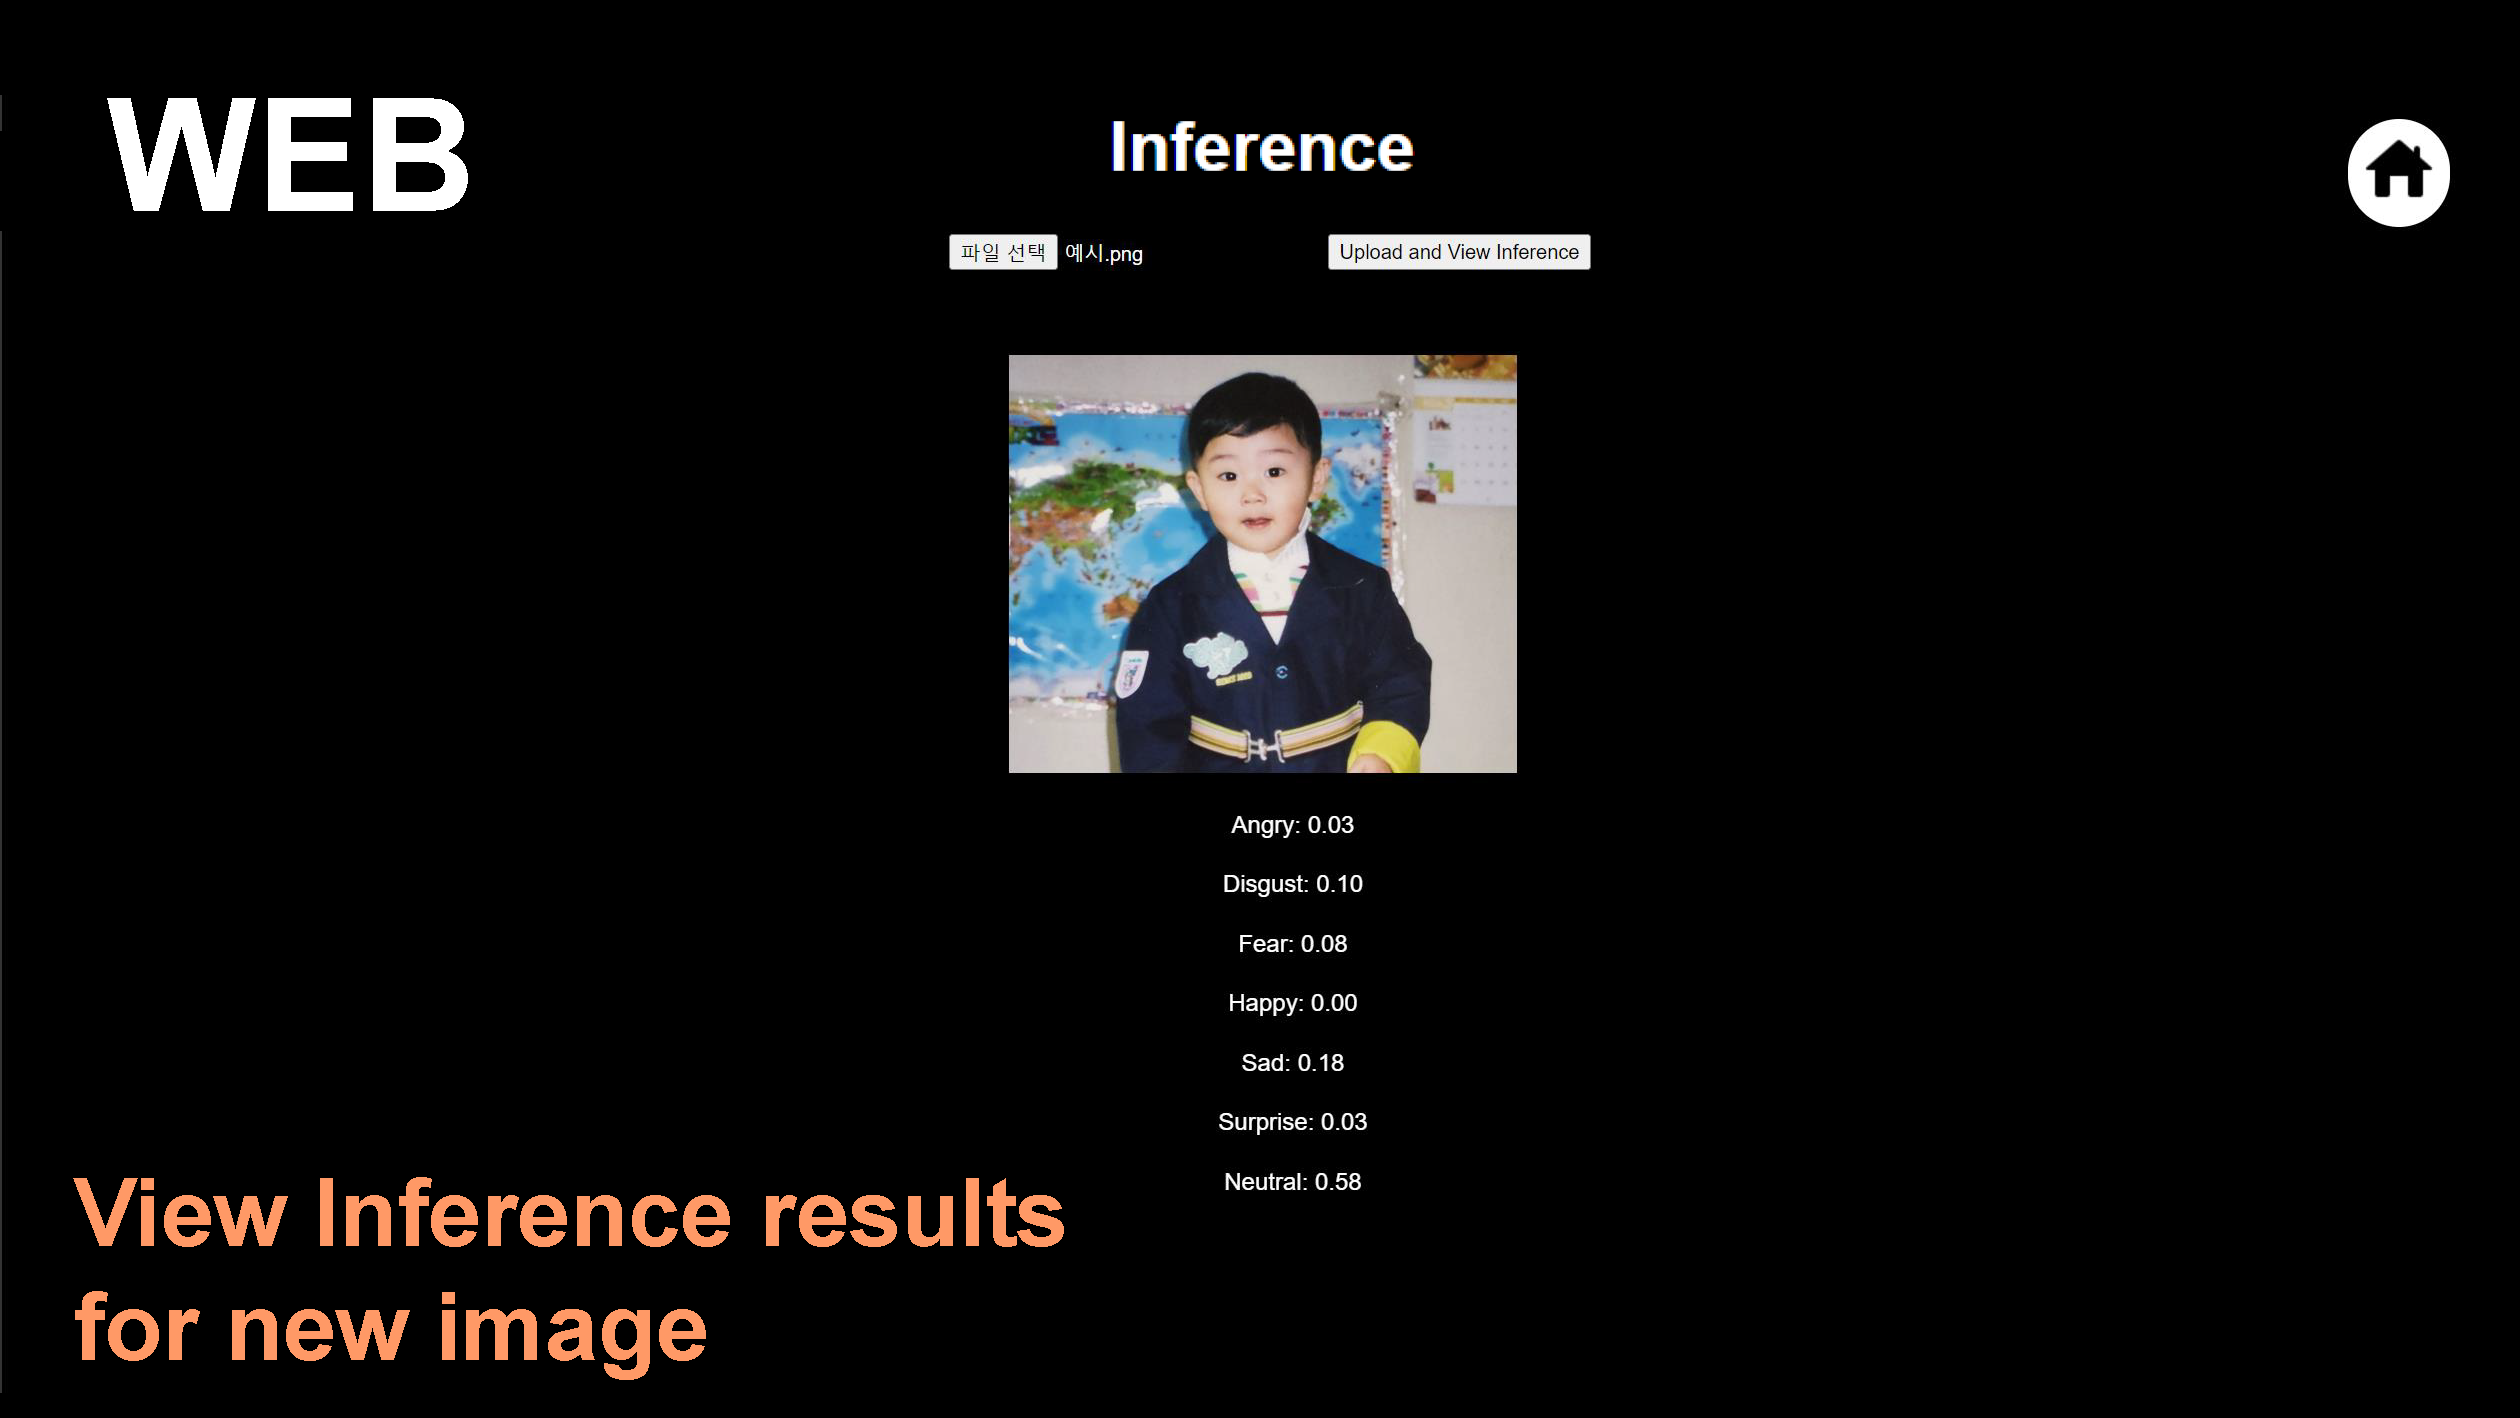 WEB
Inference
파일 선택 예시.png
Upload and View Inference
Angry: 0.03
Disgust: 0.10
Fear: 0.08
Happy: 0.00
Sad: 0.18
Surprise: 0.03
Neutral: 0.58
View Inference results
for new image